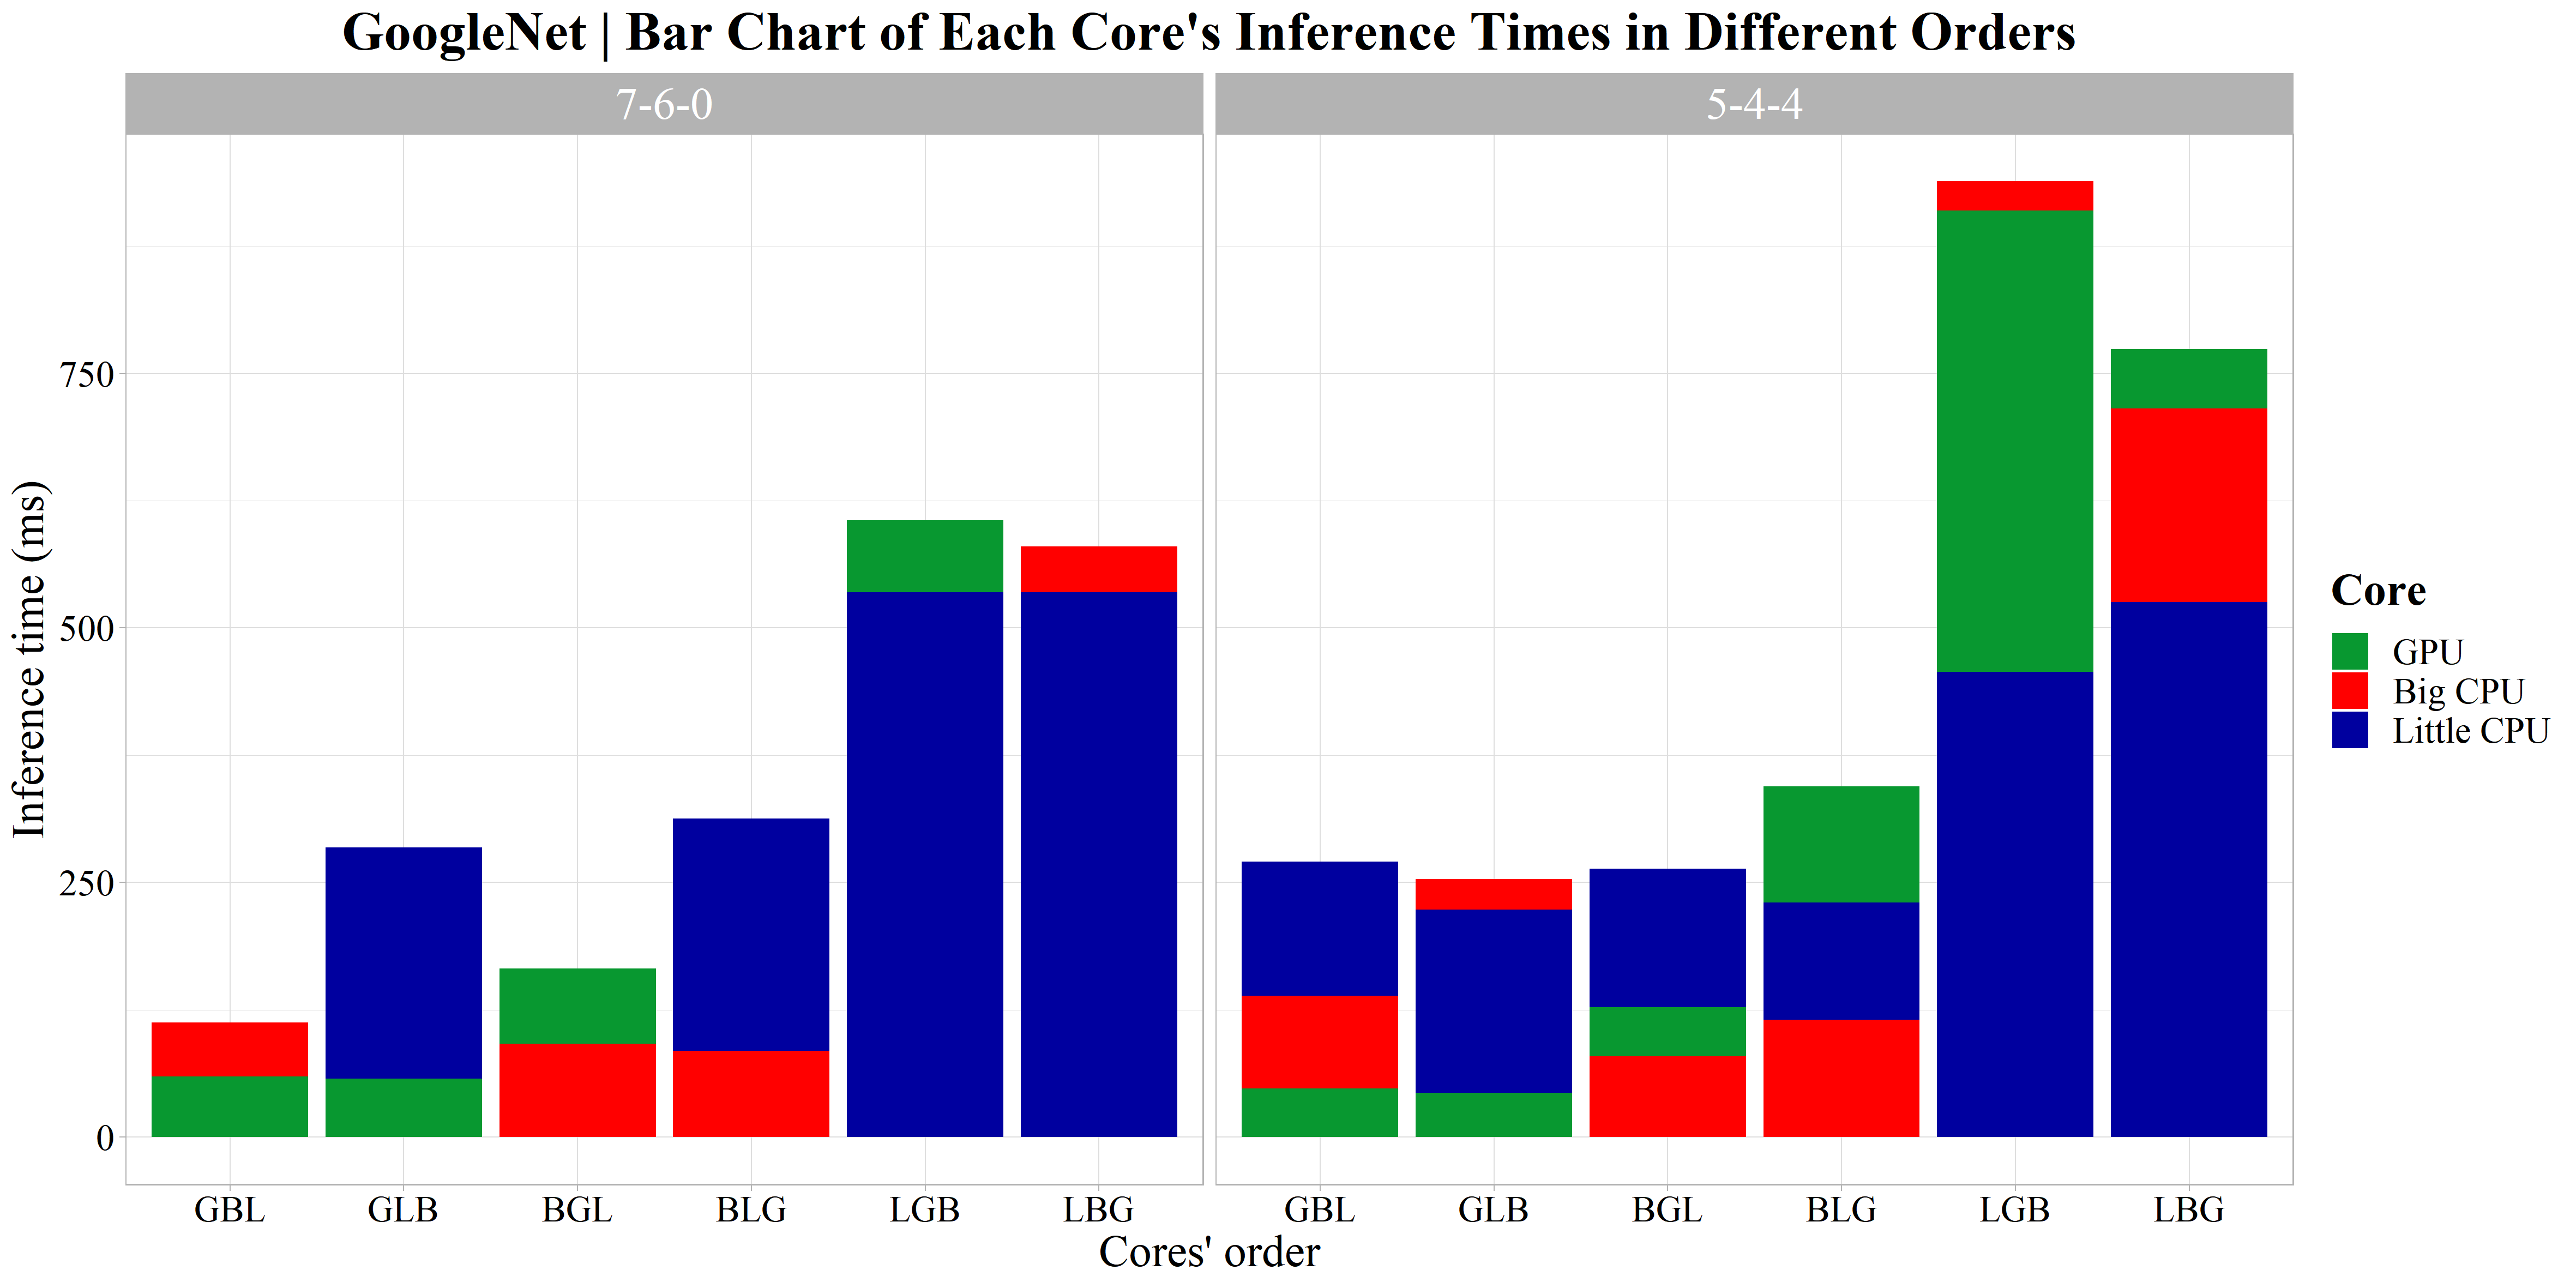 GoogleNet | Bar Chart of Each Core's Inference Times in Different Orders
7-6-0
5-4-4
Inference time (ms)
750
500
250
0
GBL GLB BGL BLG LGB LBG
GBL GLB BGL BLG LGB LBG
Cores' order
Core
GPU
Big CPU
Little CPU